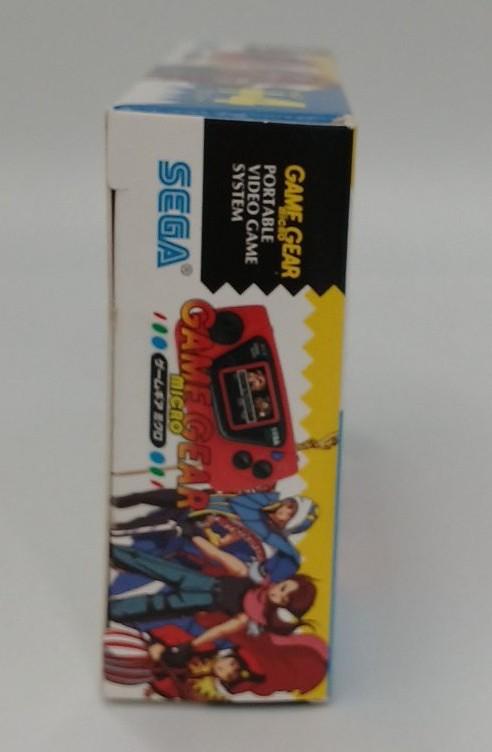 SEGA®
GAME GEAR
MICRO
PORTABLE
VIDEO GAME
SYSTEM
GAME GEAR
MICRO
ゲームギア ミクロ
SEGA